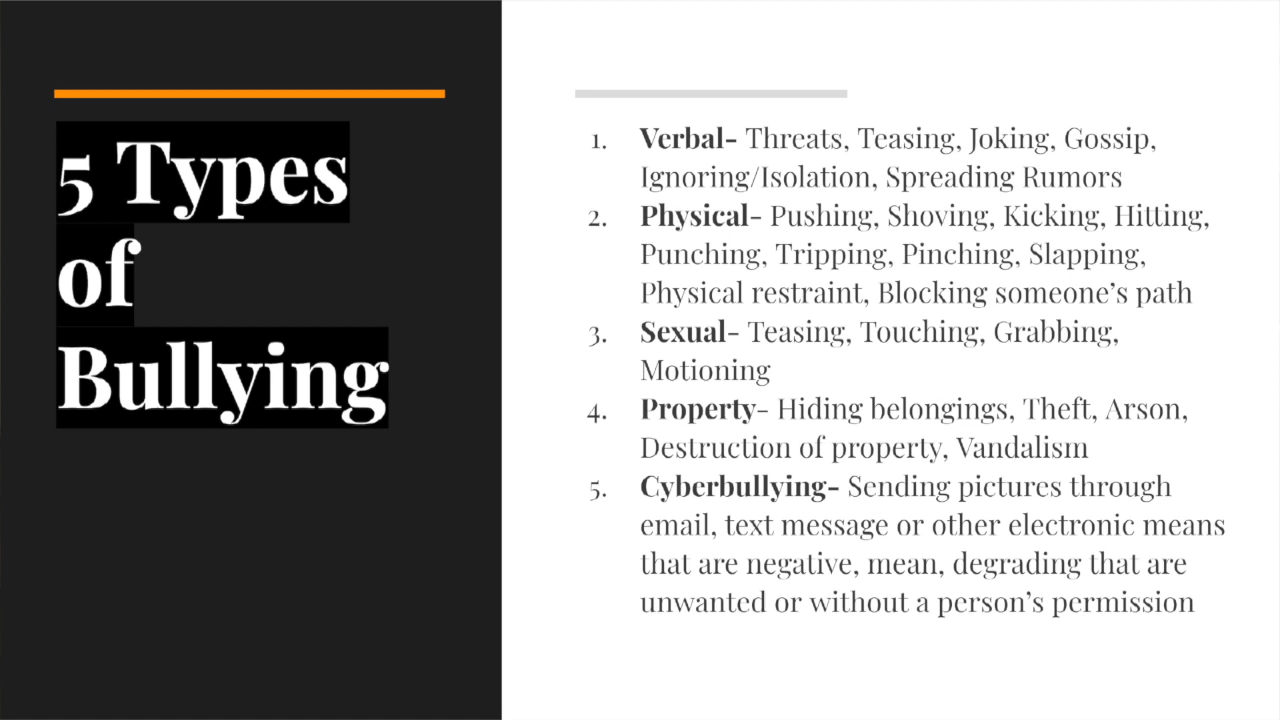 5 Types
of
Bullying
1. Verbal- Threats, Teasing, Joking, Gossip,
Ignoring/Isolation, Spreading Rumors
2. Physical- Pushing, Shoving, Kicking, Hitting,
Punching, Tripping, Pinching, Slapping,
Physical restraint, Blocking someone’s path
3. Sexual- Teasing, Touching, Grabbing,
Motioning
4. Property- Hiding belongings, Theft, Arson,
Destruction of property, Vandalism
5. Cyberbullying- Sending pictures through
email, text message or other electronic means
that are negative, mean, degrading that are
unwanted or without a person’s permission